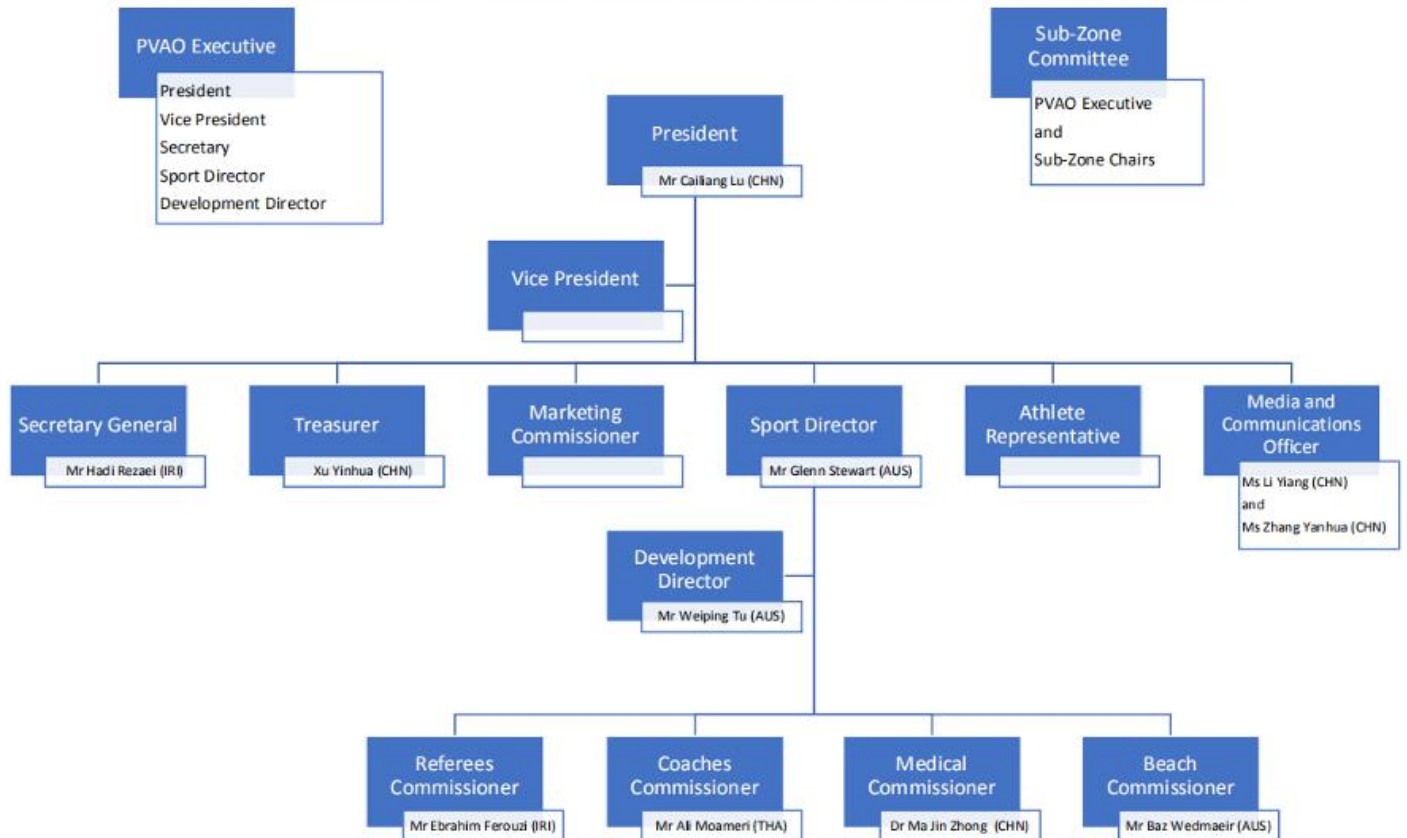 PVAO Executive
President
Vice President
Secretary
Sport Director
Development Director
Sub-Zone
Committee
PVAO Executive
and
Sub-Zone Chairs
President
Mr Cailiang Lu (CHN)
Vice President
Secretary General
Mr Hadi Rezaei (IRI)
Treasurer
Xu Yinhua (CHN)
Marketing
Commissioner
Sport Director
Mr Glenn Stewart (AUS)
Athlete
Representative
Media and
Communications
Officer
Ms Li Yiang (CHN)
and
Ms Zhang Yanhua (CHN)
Development
Director
Mr Weiping Tu (AUS)
Referees
Commissioner
Mr Ebrahim Ferouzi (IRI)
Coaches
Commissioner
Mr Ali Moameri (THA)
Medical
Commissioner
Dr Ma Jin Zhong (CHN)
Beach
Commissioner
Mr Baz Wedmaeir (AUS)